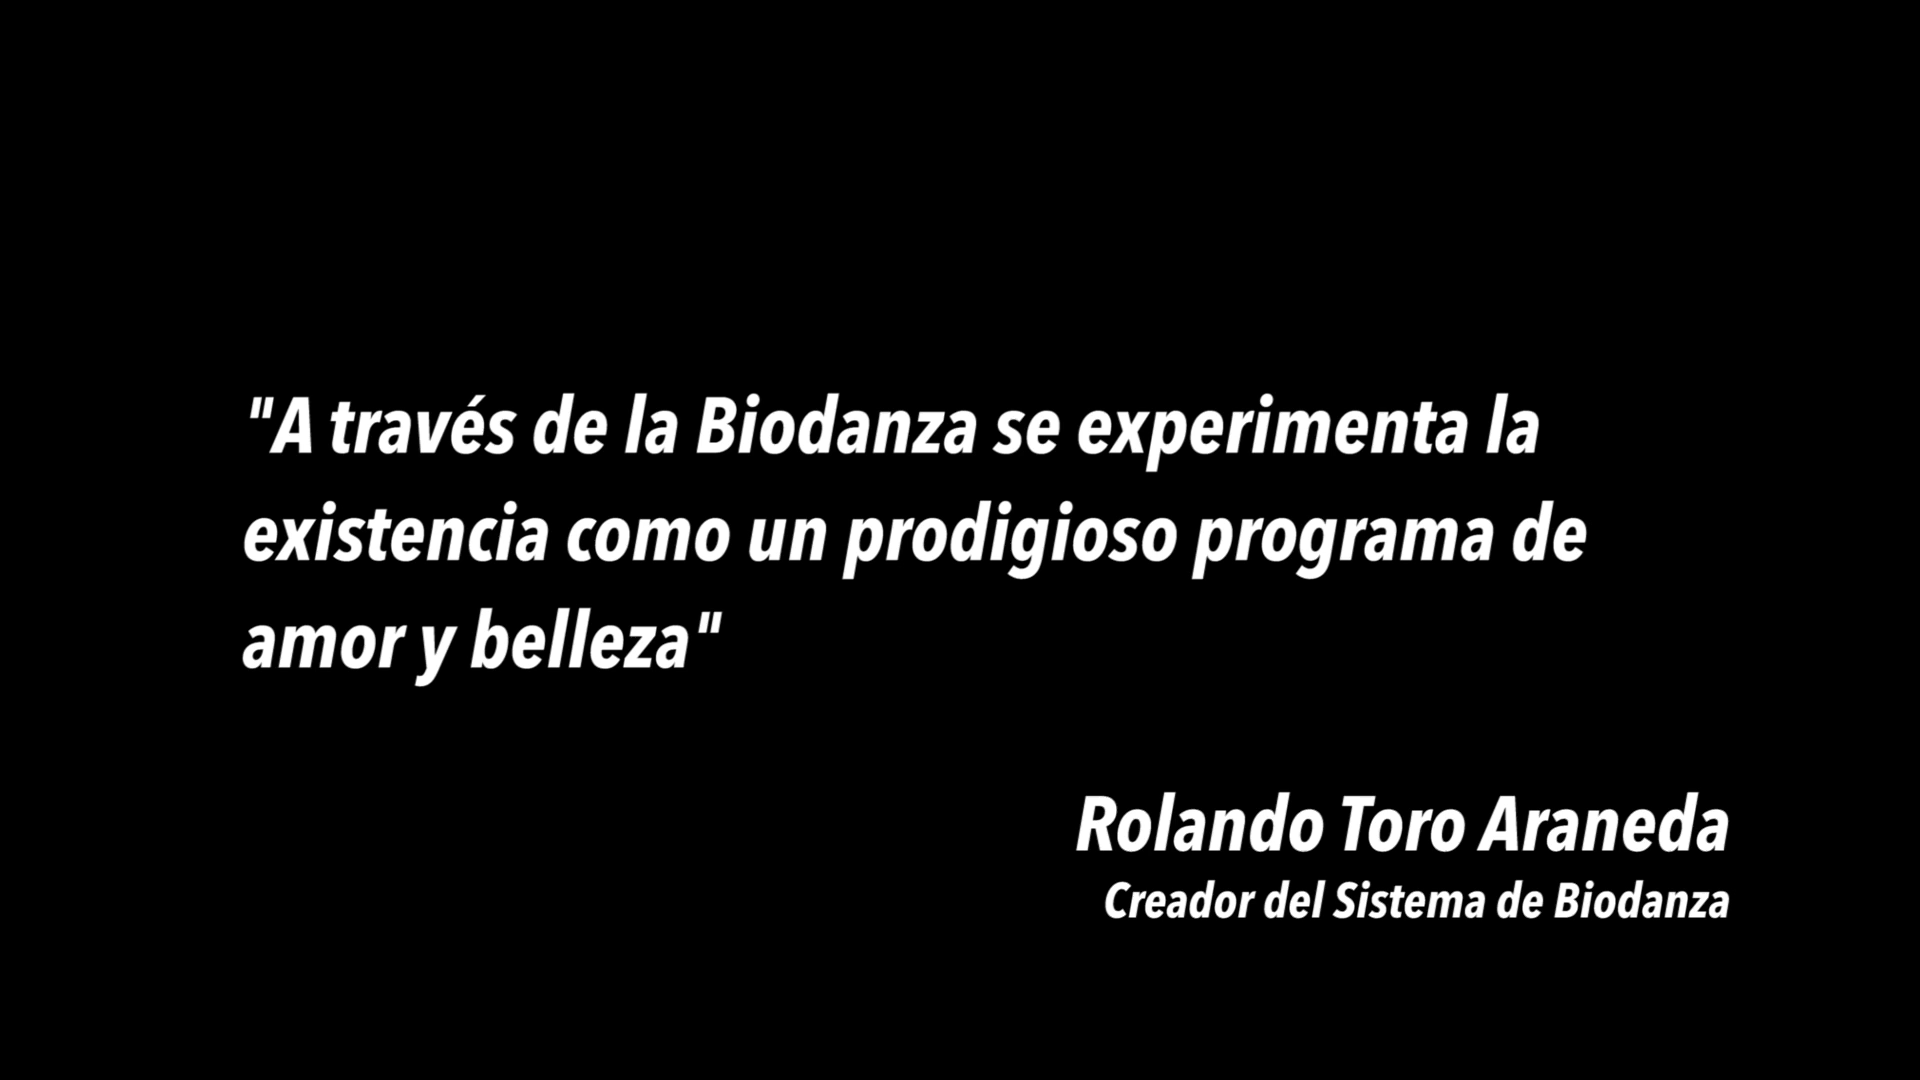 "A través de la Biodanza se experimenta la
existencia como un prodigioso programa de
amor y belleza"
Rolando Toro Araneda
Creador del Sistema de Biodanza